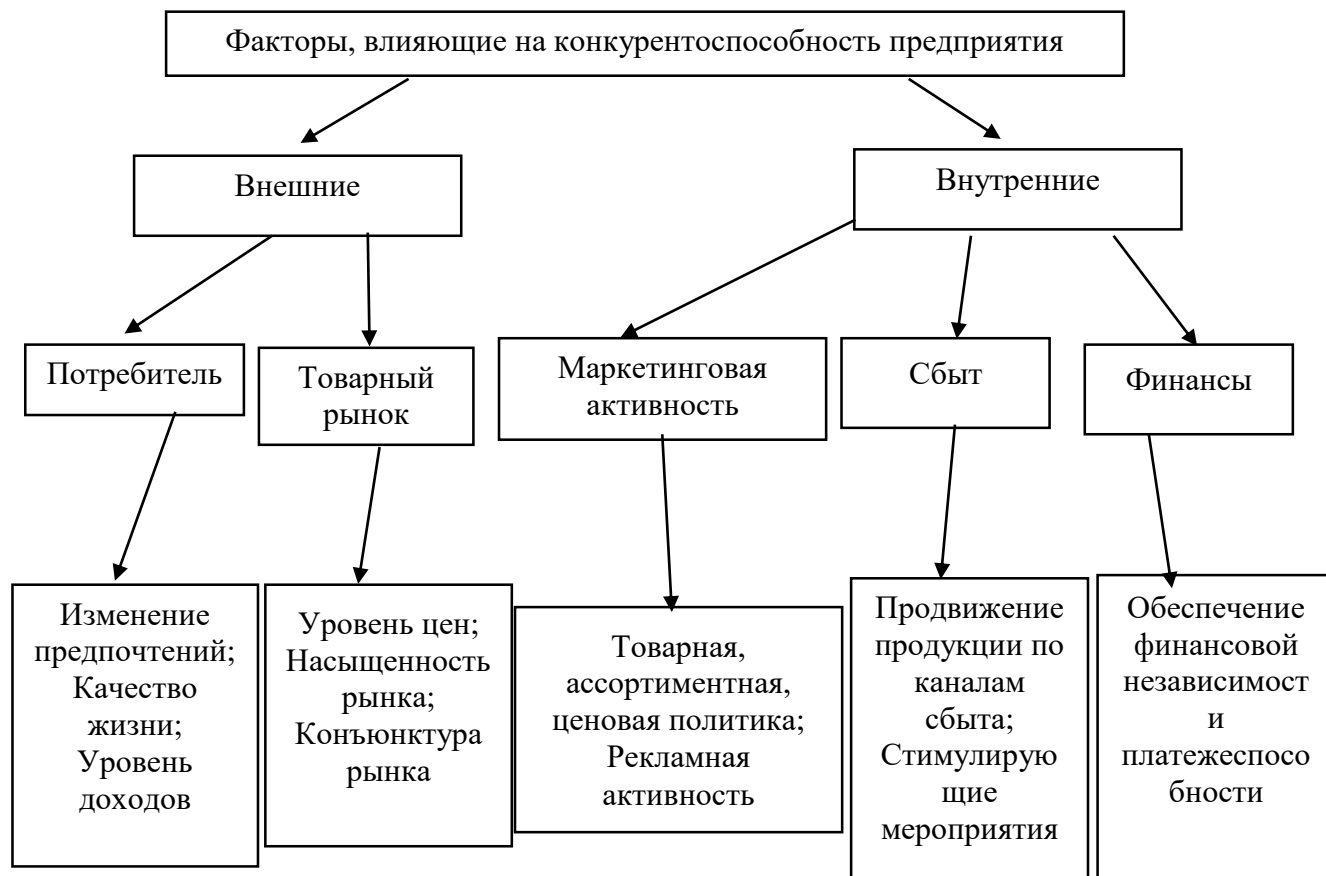 Факторы, влияющие на конкурентоспособность предприятия
Внешние
Внутренние
Потребитель
Товарный
рынок
Маркетинговая
активность
Сбыт
Финансы
Изменение
предпочтений;
Качество
жизни;
Уровень
доходов
Уровень цен;
Насыщенность
рынка;
Конъюнктура
рынка
Товарная,
ассортиментная,
ценовая политика;
Рекламная
активность
Продвижение
продукции по
каналам
сбыта;
Стимулирую
щие
мероприятия
Обеспечение
финансовой
независимост
и
платежеспосо
бности